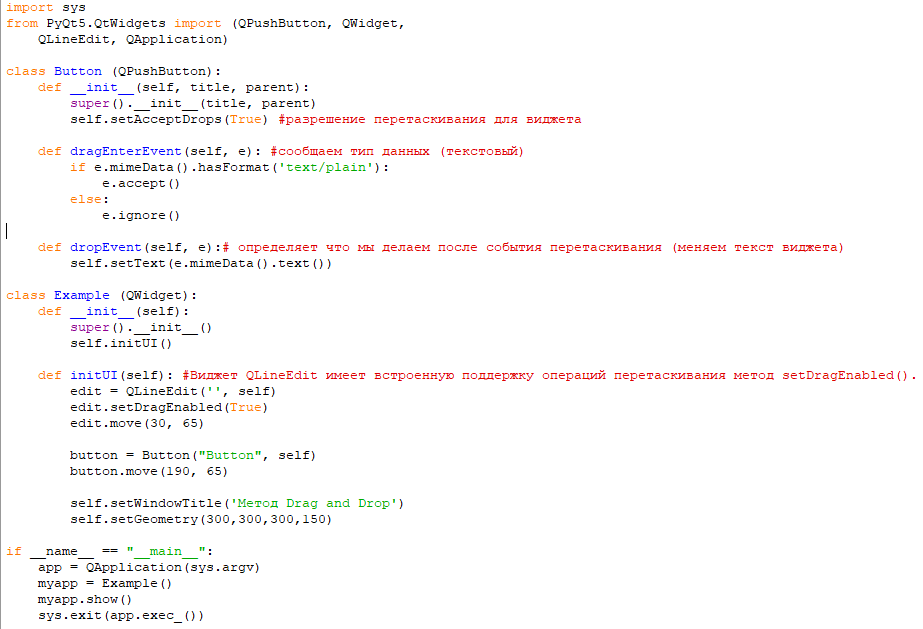 import sys
from PyQt5.QtWidgets import (QPushButton, QWidget,
    QLineEdit, QApplication)

class Button (QPushButton):
    def __init__(self, title, parent):
        super().__init__(title, parent)
        self.setAcceptDrops(True) #разрешение перетаскивания для виджета

    def dragEnterEvent(self, e): #сообщаем тип данных (текстовый)
        if e.mimeData().hasFormat('text/plain'):
            e.accept()
        else:
            e.ignore()

    def dropEvent(self, e):# определяет что мы делаем после события перетаскивания (меняем текст виджета)
        self.setText(e.mimeData().text())

class Example (QWidget):
    def __init__(self):
        super().__init__()
        self.initUI()

    def initUI(self): #Виджет QLineEdit имеет встроенную поддержку операций перетаскивания метод setDragEnabled().
        edit = QLineEdit('', self)
        edit.setDragEnabled(True)
        edit.move(30, 65)

        button = Button("Button", self)
        button.move(190, 65)

        self.setWindowTitle('Метод Drag and Drop')
        self.setGeometry(300,300,300,150)

if __name__ == "__main__":
    app = QApplication(sys.argv)
    myapp = Example()
    myapp.show()
    sys.exit(app.exec_())